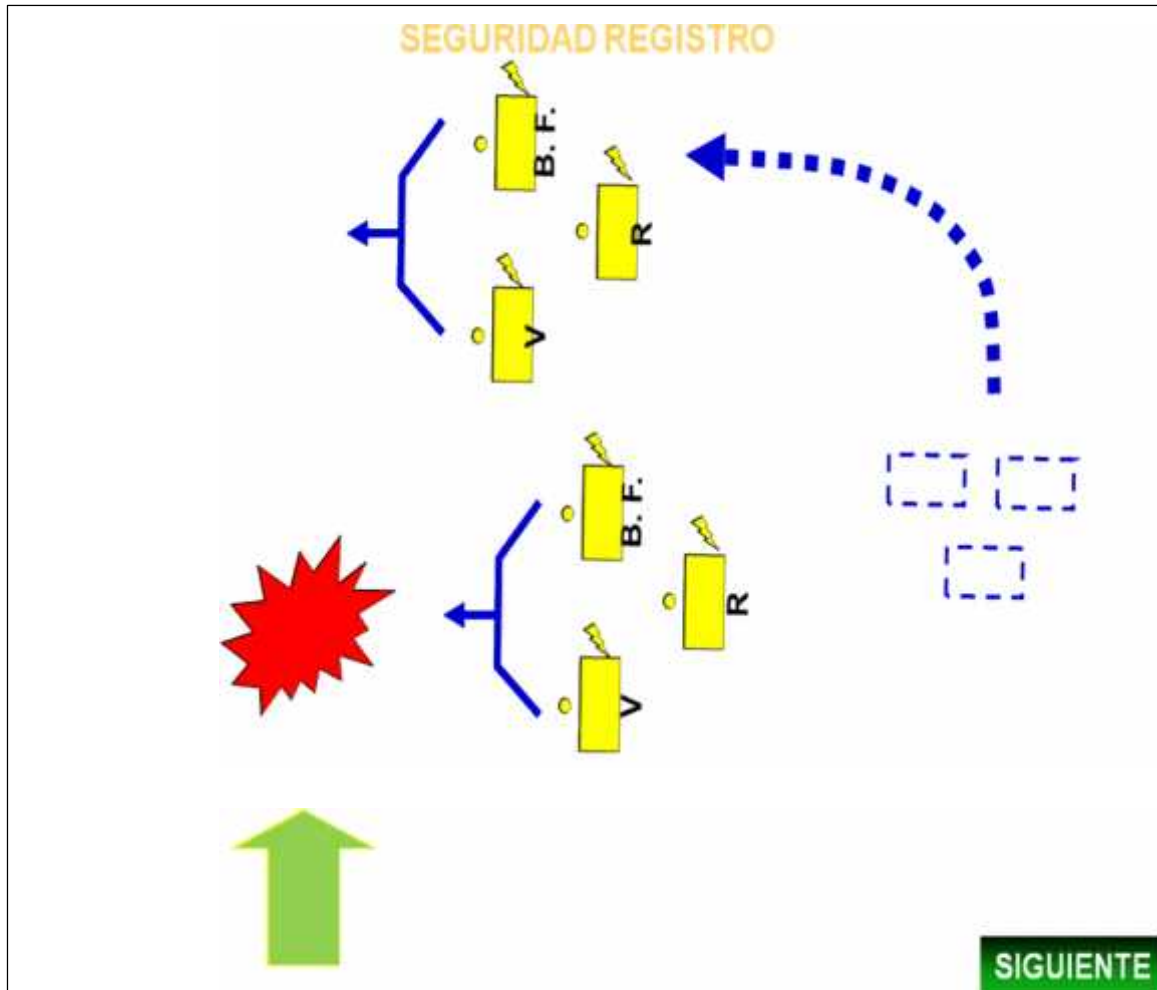 SEGURIDAD REGISTRO
B. F.
R
V
B. F.
R
V
SIGUIENTE